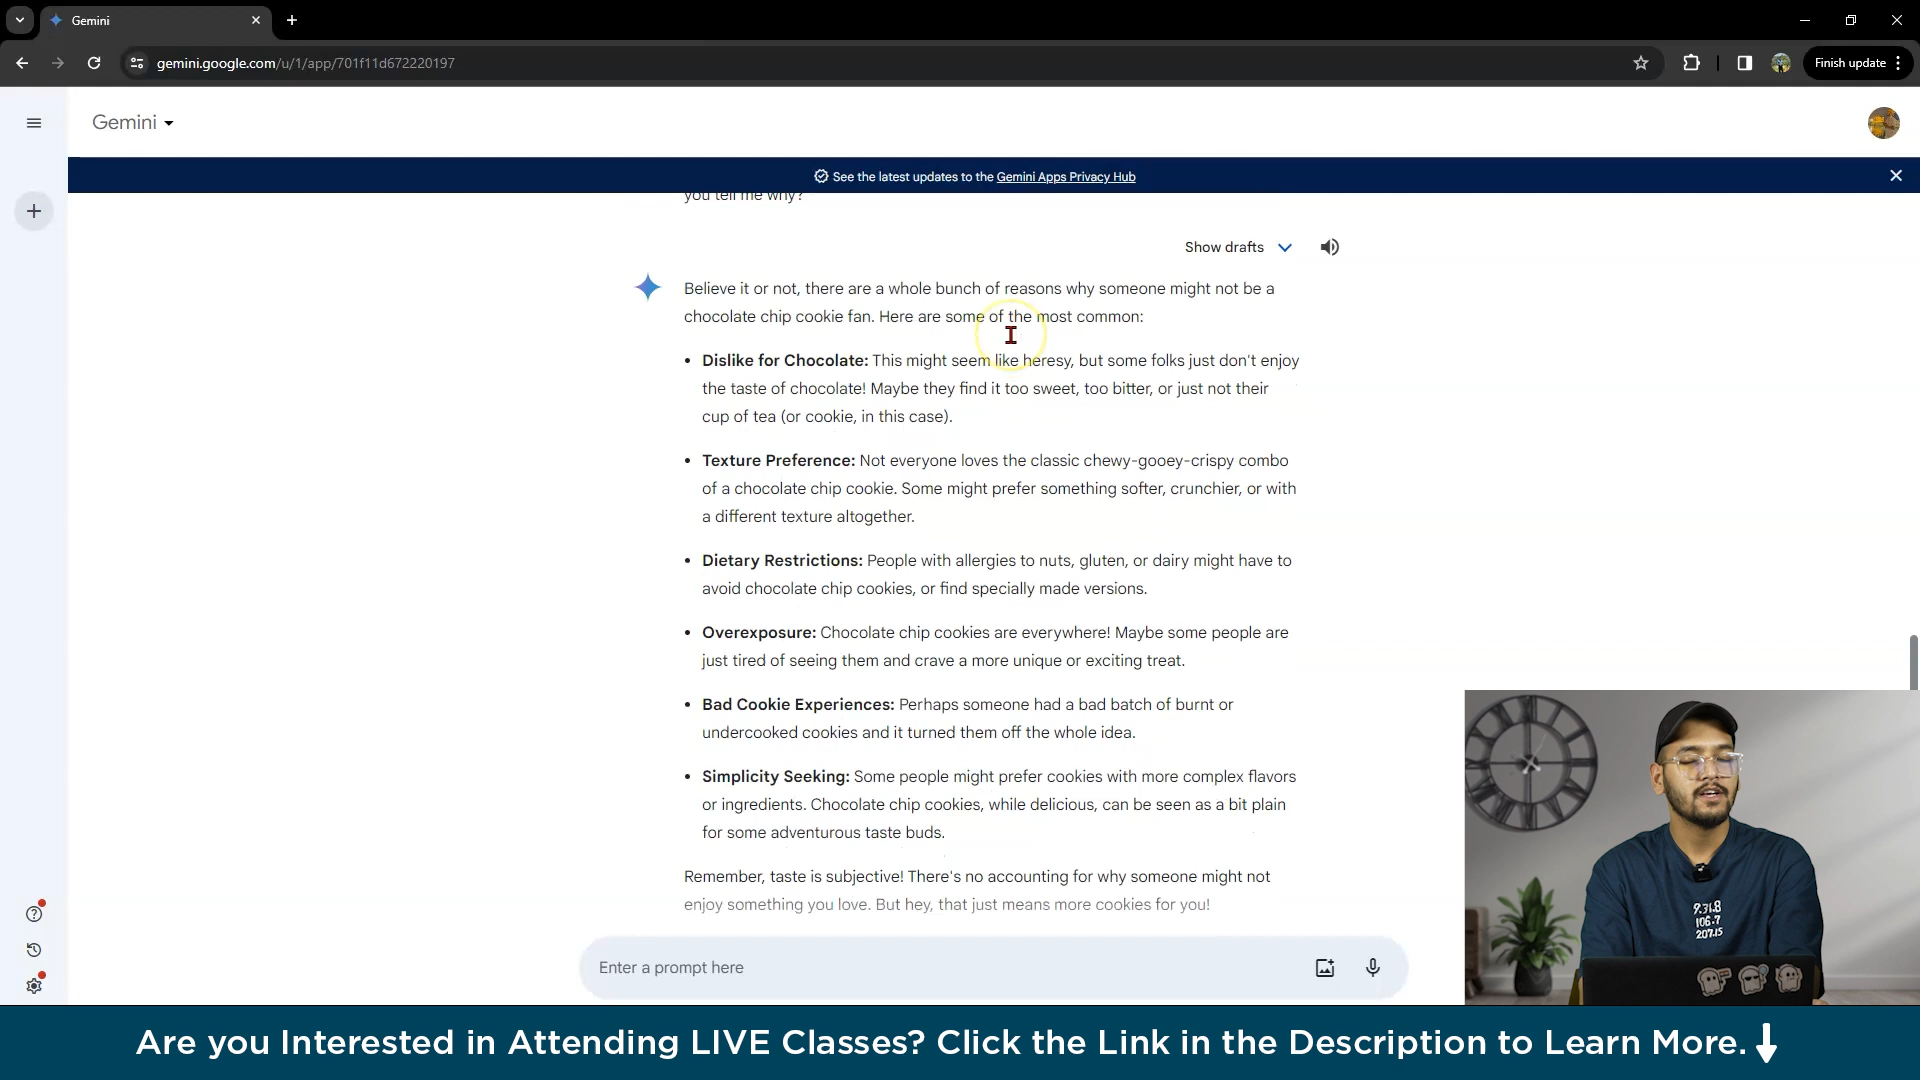 Gemini
gemini.google.com/u/1/app/701f11d672220197
Finish update
Gemini
See the latest updates to the Gemini Apps Privacy Hub
you tell me why?
Show drafts
Believe it or not, there are a whole bunch of reasons why someone might not be a
chocolate chip cookie fan. Here are some of the most common:
• Dislike for Chocolate: This might seem like heresy, but some folks just don't enjoy
the taste of chocolate! Maybe they find it too sweet, too bitter, or just not their
cup of tea (or cookie, in this case).
• Texture Preference: Not everyone loves the classic chewy-gooey-crispy combo
of a chocolate chip cookie. Some might prefer something softer, crunchier, or with
a different texture altogether.
• Dietary Restrictions: People with allergies to nuts, gluten, or dairy might have to
avoid chocolate chip cookies, or find specially made versions.
• Overexposure: Chocolate chip cookies are everywhere! Maybe some people are
just tired of seeing them and crave a more unique or exciting treat.
• Bad Cookie Experiences: Perhaps someone had a bad batch of burnt or
undercooked cookies and it turned them off the whole idea.
• Simplicity Seeking: Some people might prefer cookies with more complex flavors
or ingredients. Chocolate chip cookies, while delicious, can be seen as a bit plain
for some adventurous taste buds.
Remember, taste is subjective! There's no accounting for why someone might not
enjoy something you love. But hey, that just means more cookies for you!
Enter a prompt here
9.31.8
106.7
207.15
Are you Interested in Attending LIVE Classes? Click the Link in the Description to Learn More.